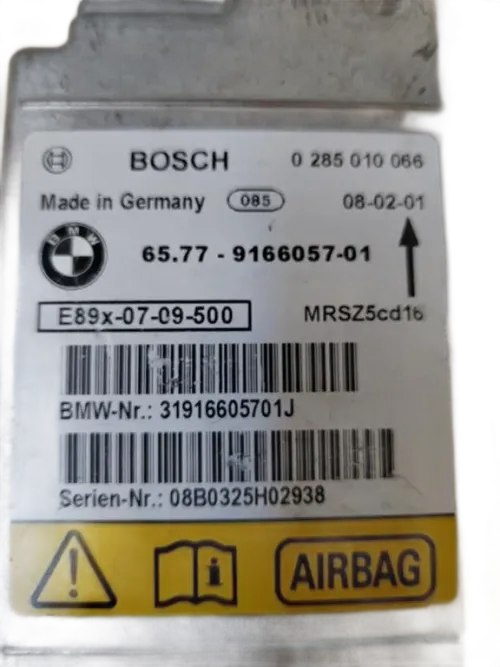 BOSCH 0 285 010 066
Made in Germany 085 08-02-01
BMW
65.77 - 9166057-01
E89x-07-09-500 MRSZ5cd16
BMW-Nr.: 31916605701J
Serien-Nr.: 08B0325H02938
AIRBAG